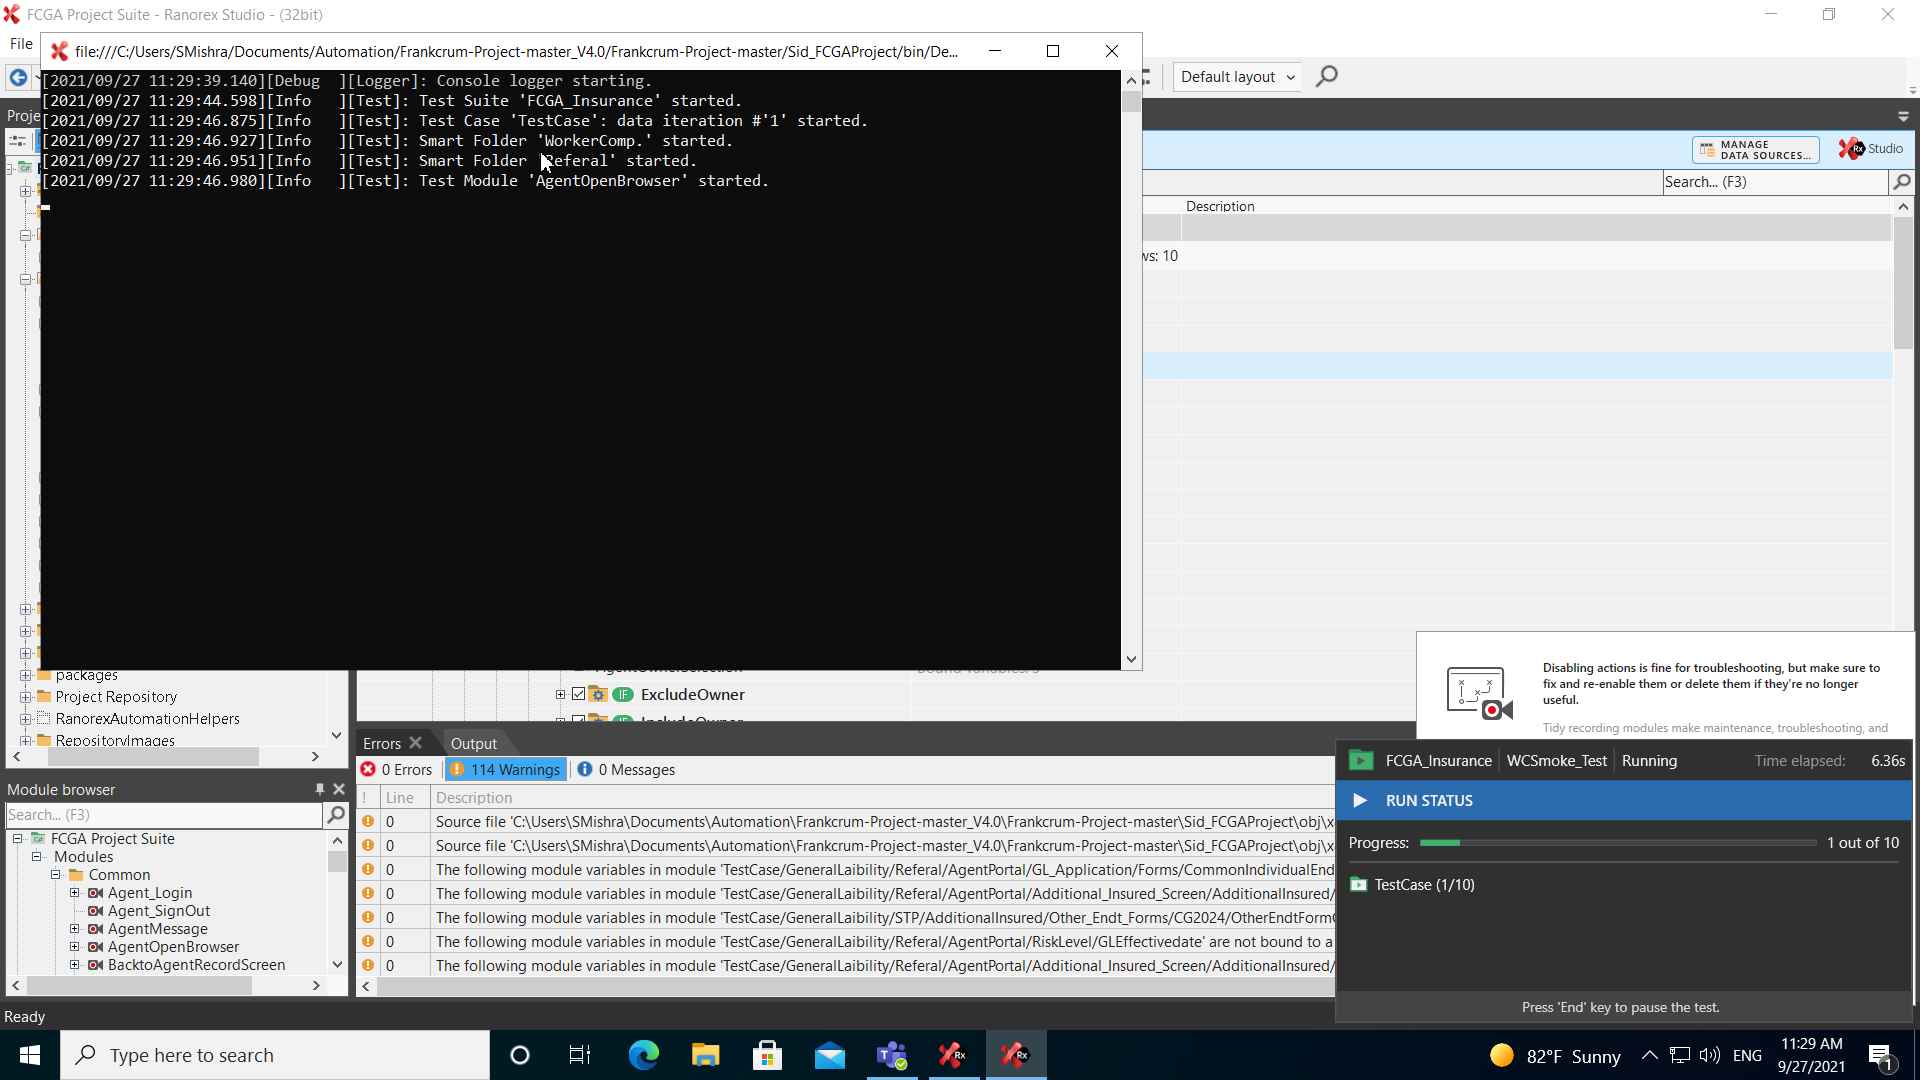 FCGA Project Suite - Ranorex Studio - (32bit)
File
file:///C:/Users/SMishra/Documents/Automation/Frankcrum-Project-master_V4.0/Frankcrum-Project-master/Sid_FCGAProject/bin/De...
[2021/09/27 11:29:39.140][Debug  ][Logger]: Console logger starting.
[2021/09/27 11:29:44.598][Info   ][Test]: Test Suite 'FCGA_Insurance' started.
[2021/09/27 11:29:46.875][Info   ][Test]: Test Case 'TestCase': data iteration #'1' started.
[2021/09/27 11:29:46.927][Info   ][Test]: Smart Folder 'WorkerComp.' started.
[2021/09/27 11:29:46.951][Info   ][Test]: Smart Folder 'Referal' started.
[2021/09/27 11:29:46.980][Info   ][Test]: Test Module 'AgentOpenBrowser' started.
Default layout
Proje
MANAGE
DATA SOURCES...
Rx Studio
Search... (F3)
Description
ws: 10
packages
Project Repository
RanorexAutomationHelpers
RepositoryImages
IF ExcludeOwner
IF IncludeOwner
Disabling actions is fine for troubleshooting, but make sure to
fix and re-enable them or delete them if they're no longer
useful.
Tidy recording modules make maintenance, troubleshooting, and
Errors
Output
0 Errors
114 Warnings
0 Messages
! Line Description
0 Source file 'C:\Users\SMishra\Documents\Automation\Frankcrum-Project-master_V4.0\Frankcrum-Project-master\Sid_FCGAProject\obj\x
0 Source file 'C:\Users\SMishra\Documents\Automation\Frankcrum-Project-master_V4.0\Frankcrum-Project-master\Sid_FCGAProject\obj\x
0 The following module variables in module 'TestCase/GeneralLaibility/Referal/AgentPortal/GL_Application/Forms/CommonIndividualEnd
0 The following module variables in module 'TestCase/GeneralLaibility/Referal/AgentPortal/Additional_Insured_Screen/AdditionalInsured/
0 The following module variables in module 'TestCase/GeneralLaibility/STP/AdditionalInsured/Other_Endt_Forms/CG2024/OtherEndtForm
0 The following module variables in module 'TestCase/GeneralLaibility/Referal/AgentPortal/RiskLevel/GLEffectivedate' are not bound to a
0 The following module variables in module 'TestCase/GeneralLaibility/Referal/AgentPortal/Additional_Insured_Screen/AdditionalInsured/
Module browser
Search... (F3)
FCGA Project Suite
Modules
Common
Agent_Login
Agent_SignOut
AgentMessage
AgentOpenBrowser
BacktoAgentRecordScreen
FCGA_Insurance WCSmoke_Test Running Time elapsed: 6.36s
RUN STATUS
Progress: 1 out of 10
TestCase (1/10)
Press 'End' key to pause the test.
Ready
Type here to search
Rx
Rx
82°F Sunny
ENG
11:29 AM
9/27/2021
1